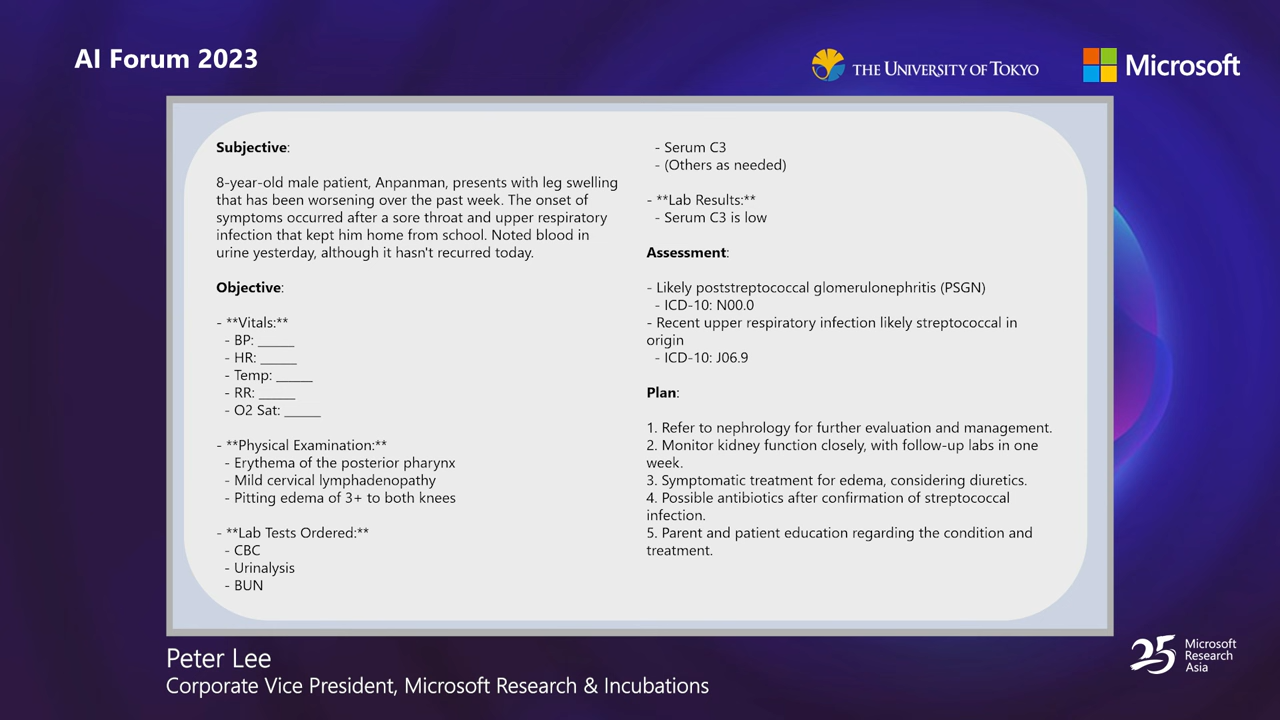 AI Forum 2023
THE UNIVERSITY OF TOKYO
Microsoft
Subjective:
8-year-old male patient, Anpanman, presents with leg swelling
that has been worsening over the past week. The onset of
symptoms occurred after a sore throat and upper respiratory
infection that kept him home from school. Noted blood in
urine yesterday, although it hasn't recurred today.
Objective:
- **Vitals:**
- BP: _____
- HR: _____
- Temp: _____
- RR: _____
- O2 Sat: _____
- **Physical Examination:**
- Erythema of the posterior pharynx
- Mild cervical lymphadenopathy
- Pitting edema of 3+ to both knees
- **Lab Tests Ordered:**
- CBC
- Urinalysis
- BUN
- Serum C3
- (Others as needed)
- **Lab Results:**
- Serum C3 is low
Assessment:
- Likely poststreptococcal glomerulonephritis (PSGN)
- ICD-10: N00.0
- Recent upper respiratory infection likely streptococcal in
origin
- ICD-10: J06.9
Plan:
1. Refer to nephrology for further evaluation and management.
2. Monitor kidney function closely, with follow-up labs in one
week.
3. Symptomatic treatment for edema, considering diuretics.
4. Possible antibiotics after confirmation of streptococcal
infection.
5. Parent and patient education regarding the condition and
treatment.
Peter Lee
Corporate Vice President, Microsoft Research & Incubations
25
Microsoft
Research
Asia